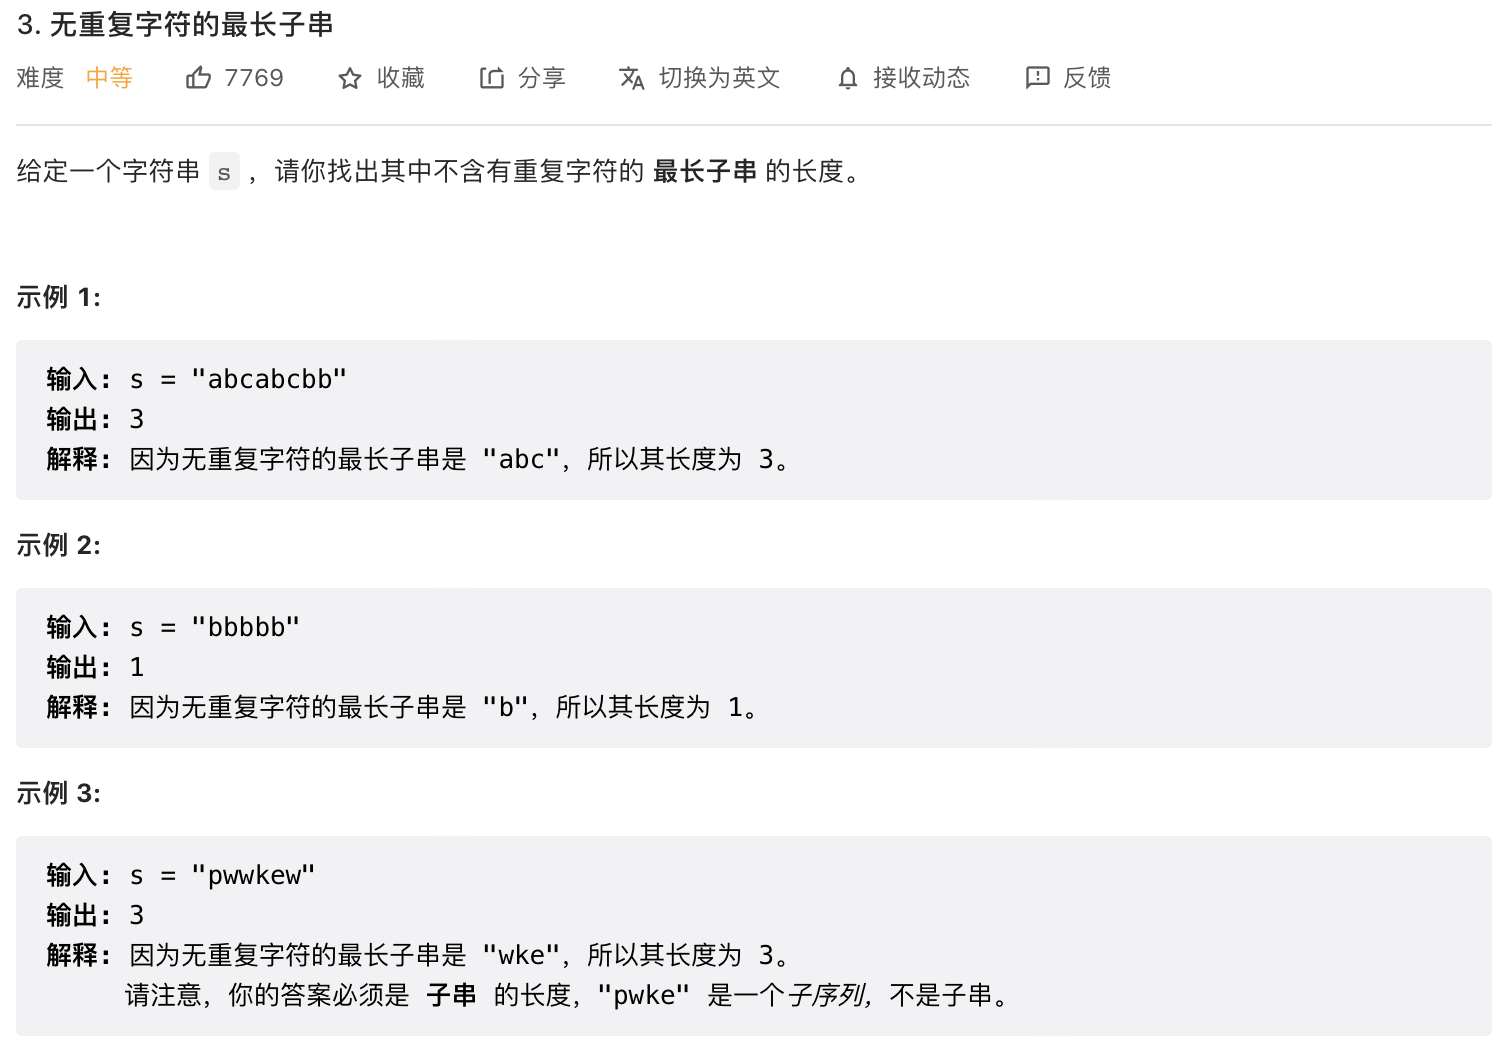 3. 无重复字符的最长子串
难度 中等 7769 收藏 分享 切换为英文 接收动态 反馈
给定一个字符串 s ，请你找出其中不含有重复字符的 最长子串 的长度。
示例 1:
输入: s = "abcabcbb"
输出: 3
解释: 因为无重复字符的最长子串是 "abc"，所以其长度为 3。
示例 2:
输入: s = "bbbbb"
输出: 1
解释: 因为无重复字符的最长子串是 "b"，所以其长度为 1。
示例 3:
输入: s = "pwwkew"
输出: 3
解释: 因为无重复字符的最长子串是 "wke"，所以其长度为 3。
请注意，你的答案必须是 子串 的长度，"pwke" 是一个子序列，不是子串。